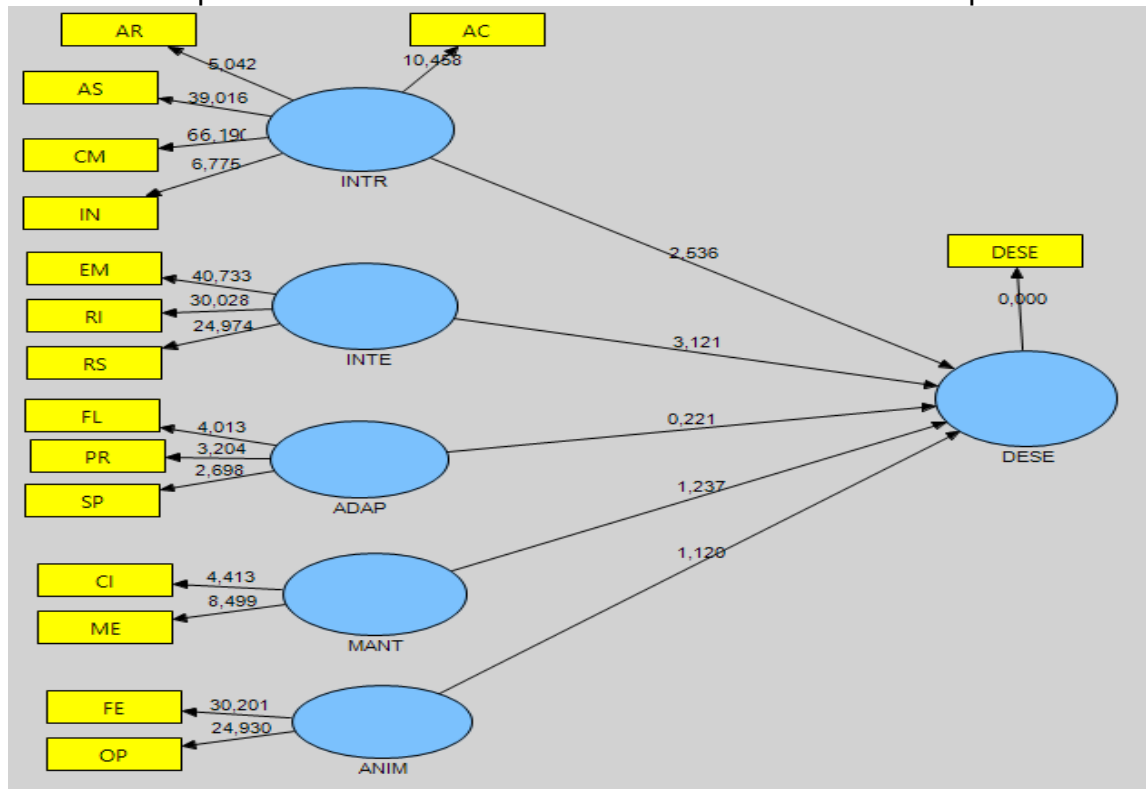 AR
AC
5,042
10,458
AS
39,016
CM
66,190
6,775
INTR
IN
2,536
DESE
EM
40,733
0,000
RI
30,028
24,974
3,121
RS
INTE
FL
4,013
0,221
PR
3,204
2,698
DESE
SP
ADAP
1,237
1,120
CI
4,413
8,499
ME
MANT
FE
30,201
24,930
OP
ANIM